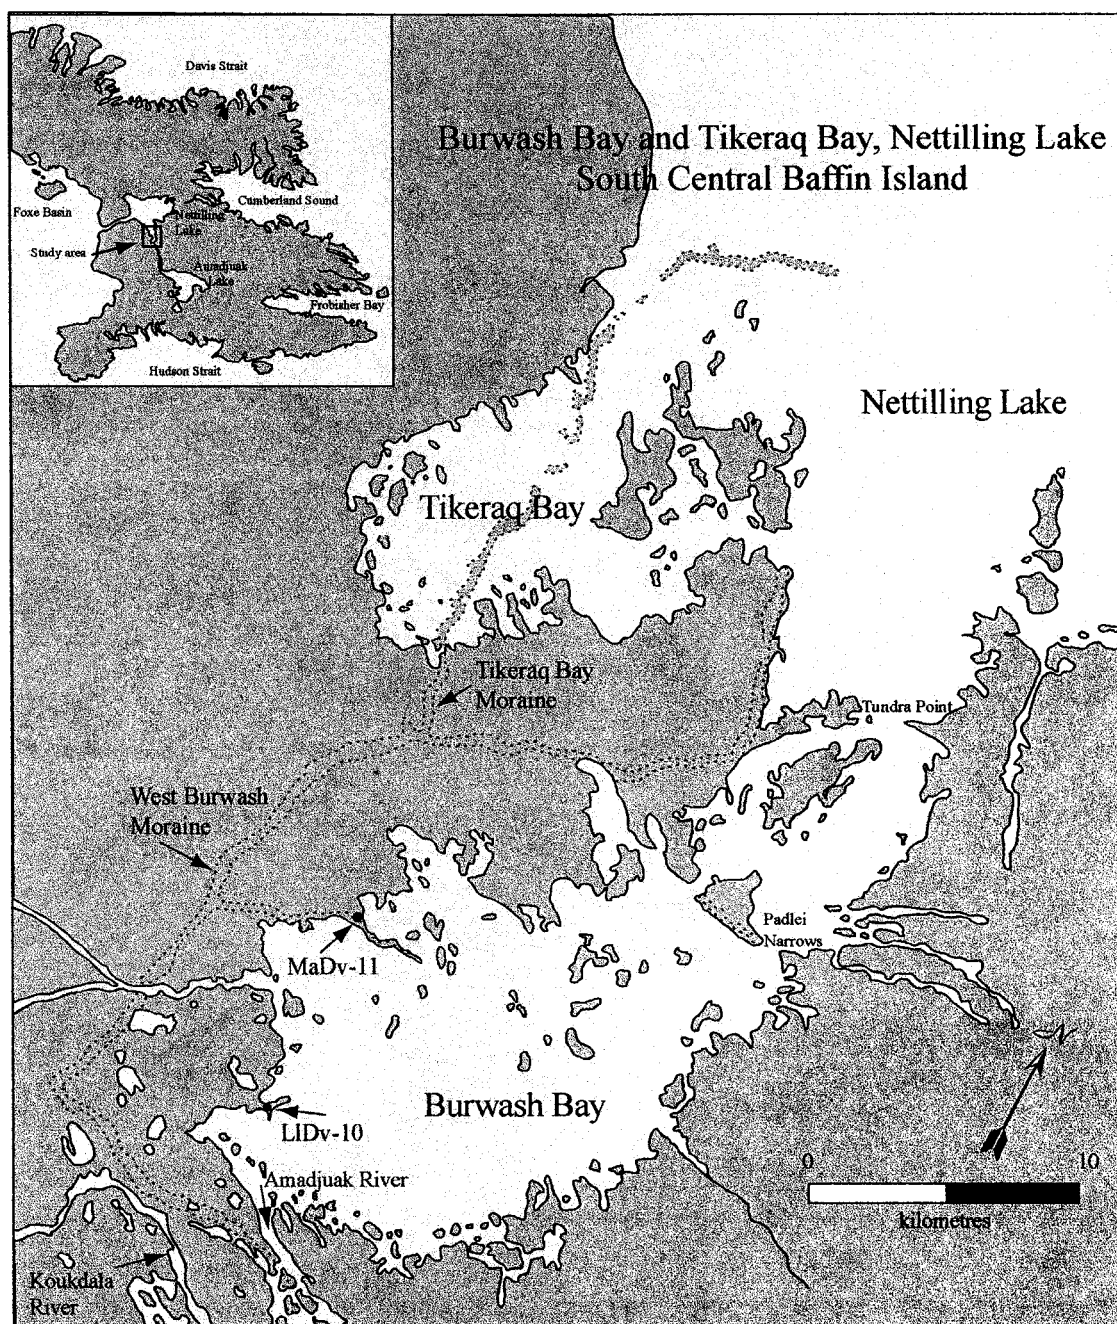 Burwash Bay and Tikeraq Bay, Nettilling Lake
South Central Baffin Island
Davis Strait
Cumberland Sound
Foxe Basin
Nettilling
Lake
Study area
Amadjuak
Lake
Frobisher Bay
Hudson Strait
Nettilling Lake
Tikeraq Bay
Tikeraq Bay
Moraine
Tundra Point
West Burwash
Moraine
Padlei
Narrows
MaDv-11
N
Burwash Bay
LlDv-10
Amadjuak River
0 10
kilometres
Koukdala
River